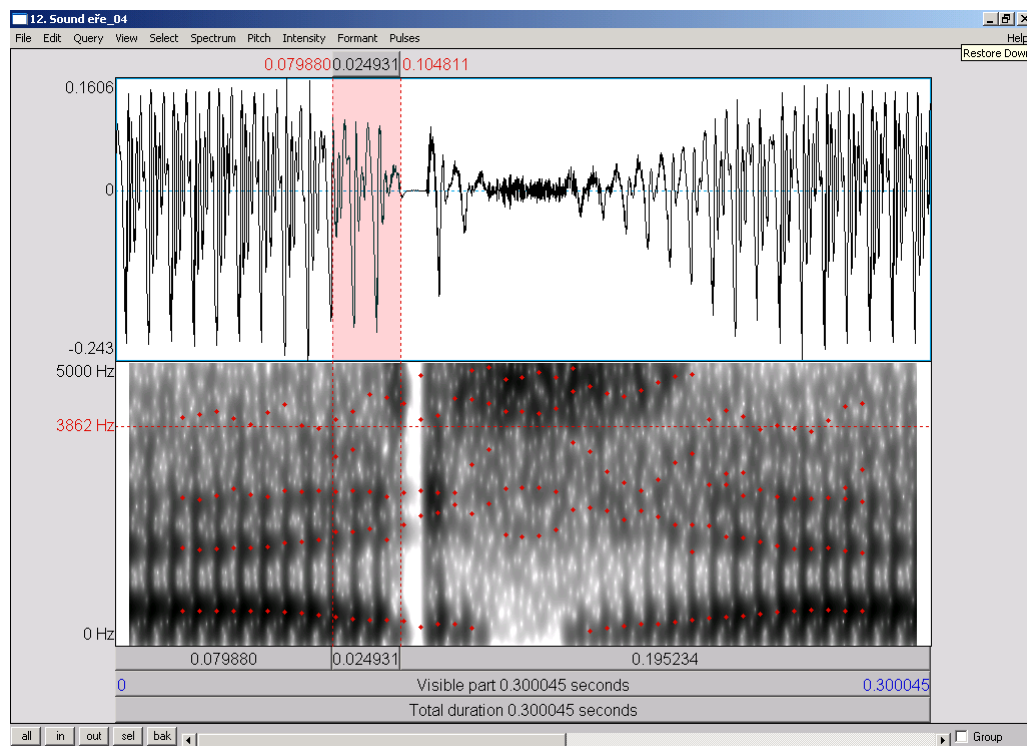 12. Sound eře_04
File Edit Query View Select Spectrum Pitch Intensity Formant Pulses Help
Restore Down
0.079880 0.024931 0.104811
0.1606
0
-0.243
5000 Hz
3862 Hz
0 Hz
0.079880 0.024931 0.195234
0 Visible part 0.300045 seconds 0.300045
Total duration 0.300045 seconds
all in out sel bak Group